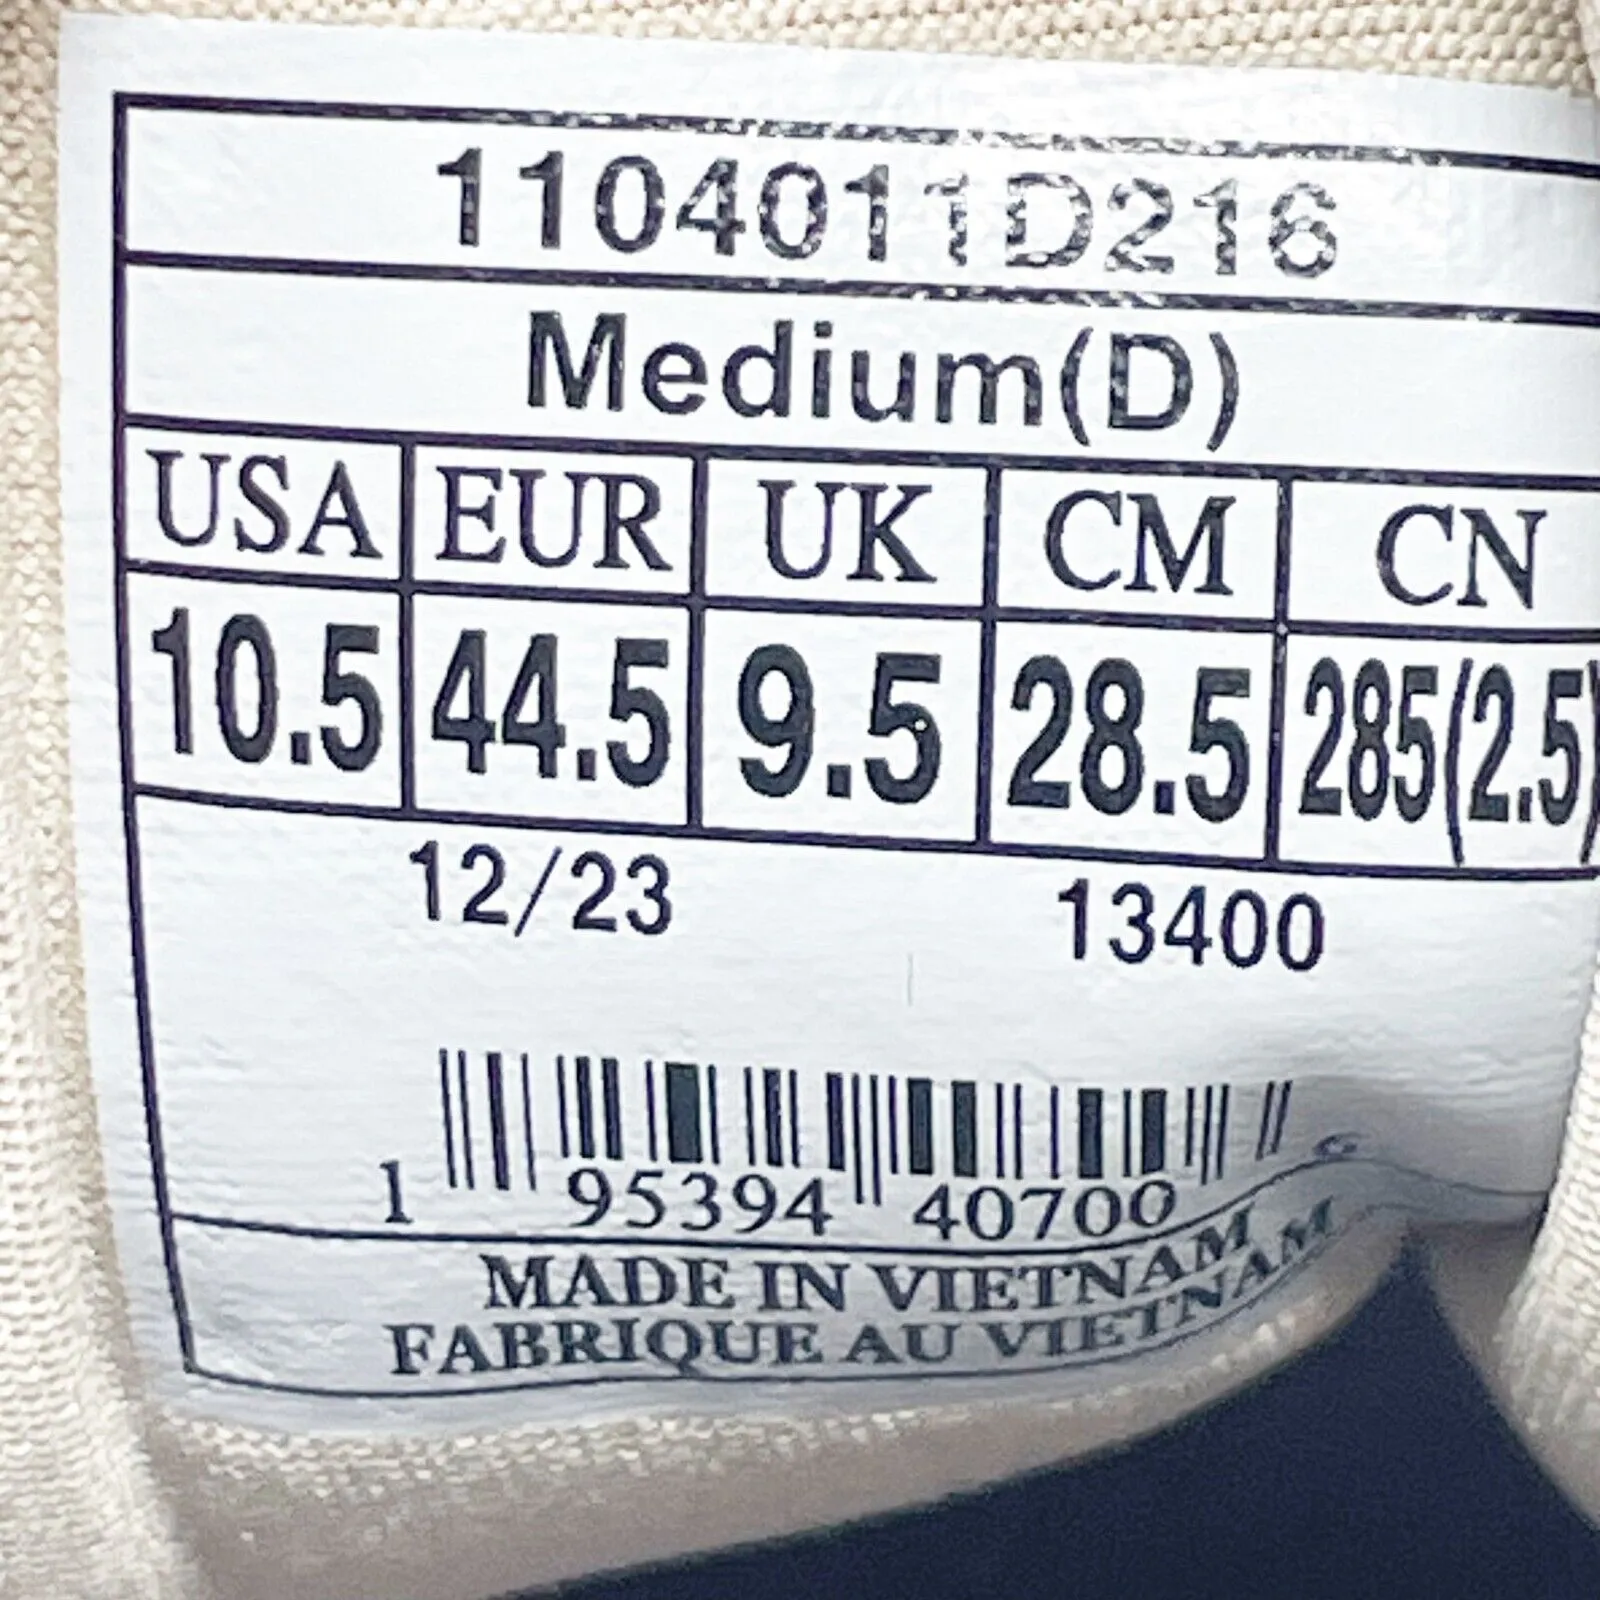 1104011D216
Medium(D)
USA EUR UK CM CN
10.5 44.5 9.5 28.5 285(2.5)
12/23 13400
1 95394 40700
MADE IN VIETNAM
FABRIQUE AU VIETNAM